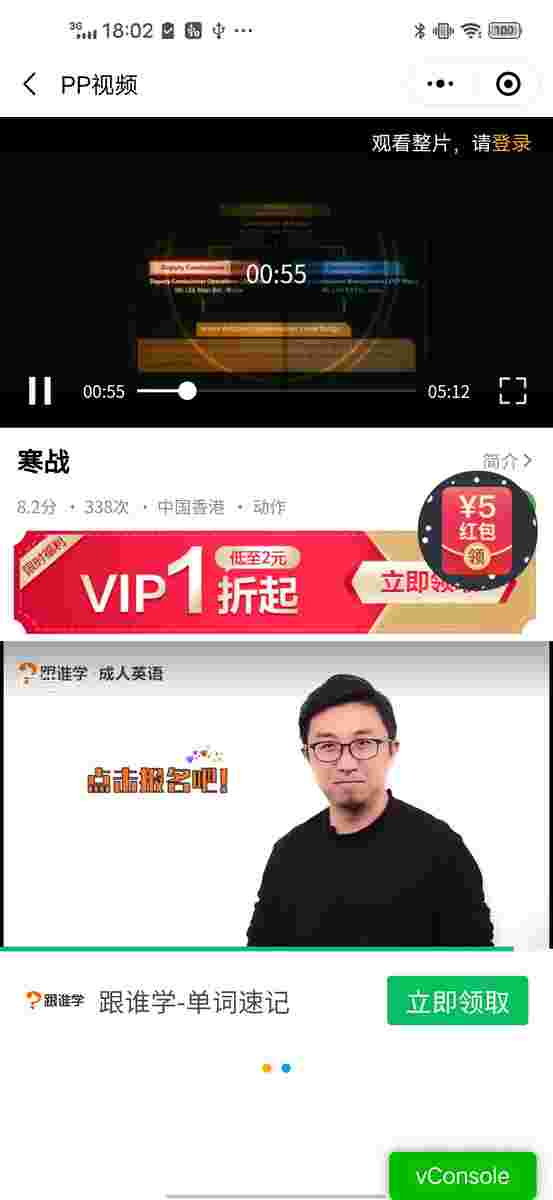 3G 18:02 100
PP视频
观看整片，请登录
Deputy Commissioner
00:55
00:55
05:12
寒战
简介
8.2分 · 338次 · 中国香港 · 动作
¥5
红包
领
限时福利
VIP1折起
低至2元
立即领取
跟谁学 成人英语
点击报名吧！
跟谁学 跟谁学-单词速记
立即领取
vConsole